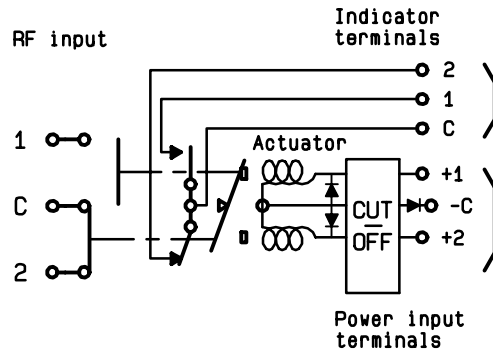 Indicator
terminals
RF input
2
1
C
Actuator
1
C
2
+1
-C
+2
CUT
OFF
Power input
terminals